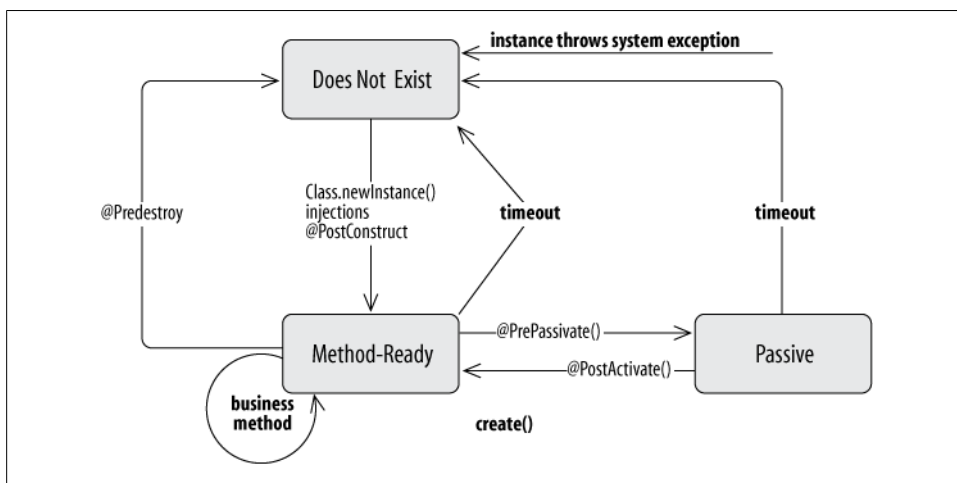 instance throws system exception
Does Not Exist
Class.newInstance()
injections
@PostConstruct
@Predestroy
timeout
timeout
Method-Ready
@PrePassivate()
@PostActivate()
Passive
business
method
create()